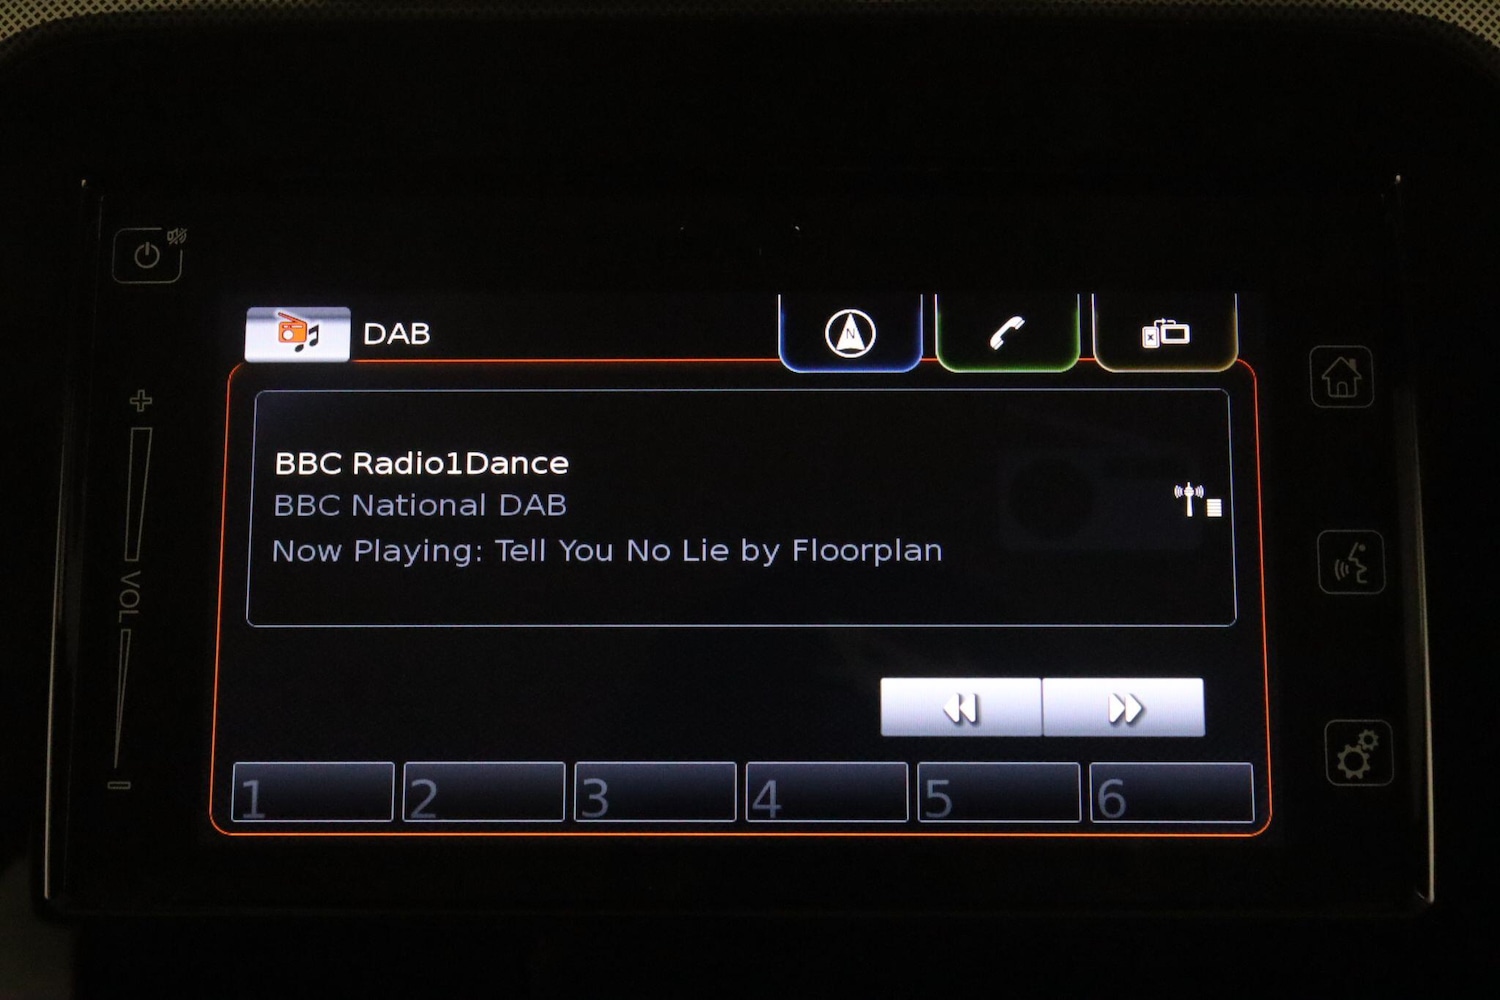 DAB
N
BBC Radio1Dance
BBC National DAB
Now Playing: Tell You No Lie by Floorplan
+
VOL
-
1 2 3 4 5 6